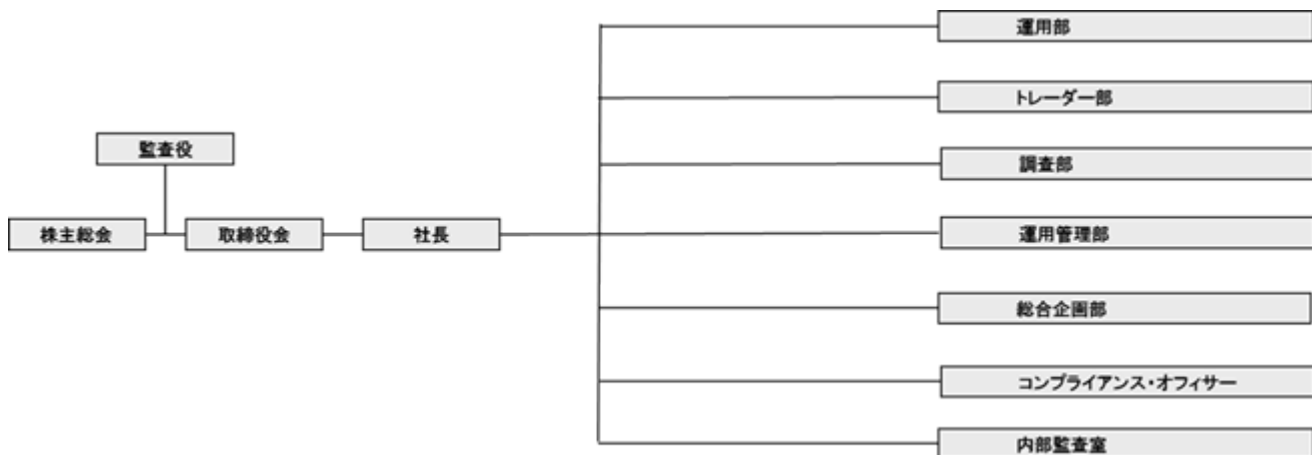 監査役
株主総会
取締役会
社長
運用部
トレーダー部
調査部
運用管理部
総合企画部
コンプライアンス・オフィサー
内部監査室